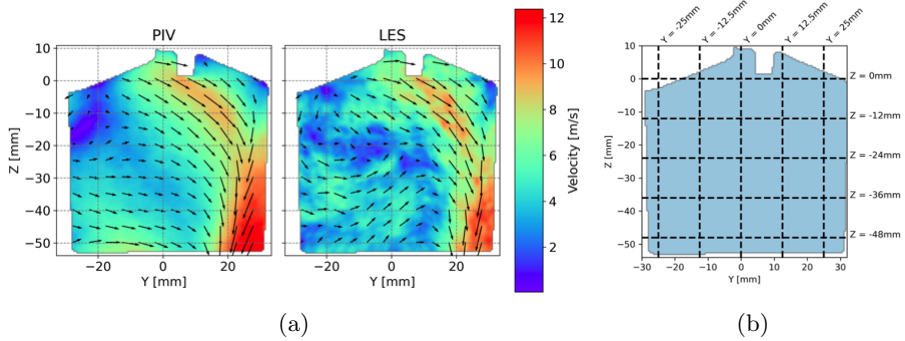 PIV
LES
10
0
−10
−20
−30
−40
−50
Z [mm]
−20
0
20
Y [mm]
−20
0
20
Y [mm]
12
10
8
6
4
2
Velocity [m/s]
(a)
Y = -25mm
Y = -12.5mm
Y = 0mm
Y = 12.5mm
Y = 25mm
10
0
−10
−20
−30
−40
−50
Z [mm]
Z = 0mm
Z = -12mm
Z = -24mm
Z = -36mm
Z = -48mm
−30
−20
−10
0
10
20
30
Y [mm]
(b)